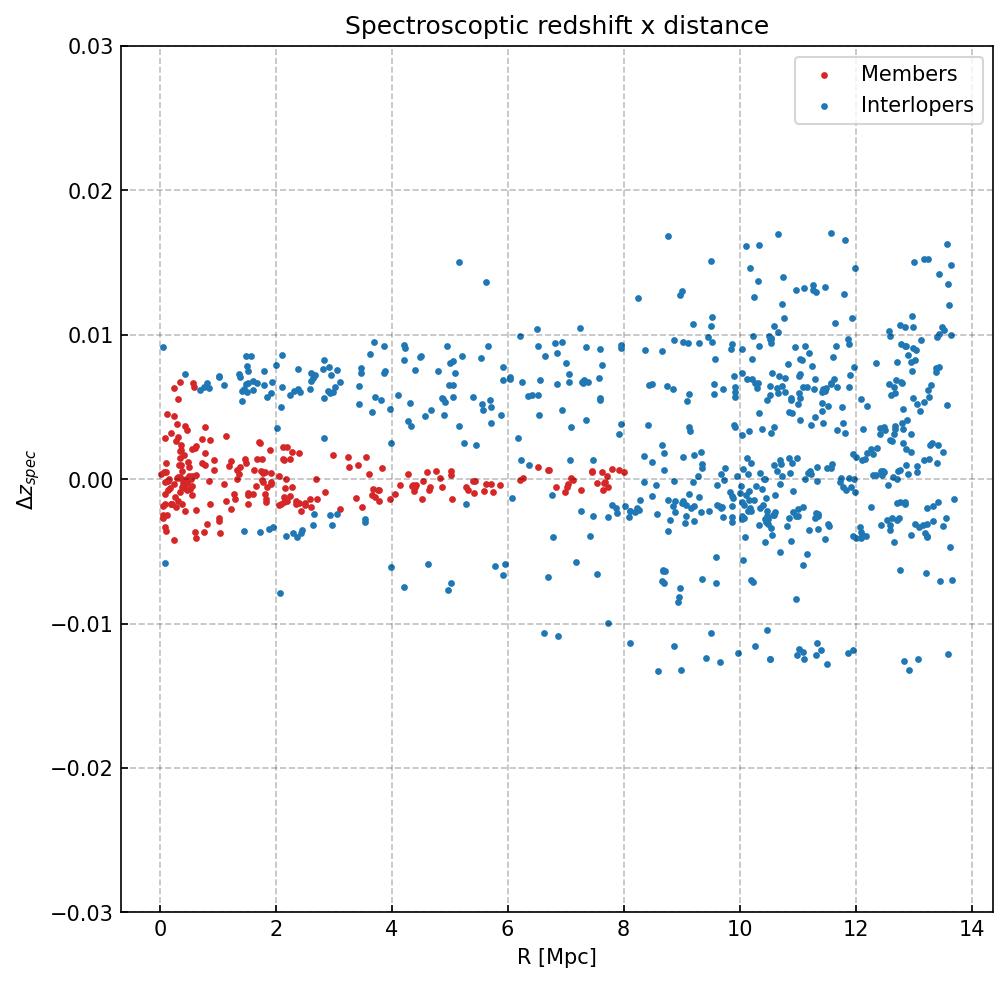 Spectroscoptic redshift x distance
Members
Interlopers
0.03
0.02
0.01
0.00
−0.01
−0.02
−0.03
Δz_spec
0 2 4 6 8 10 12 14
R [Mpc]